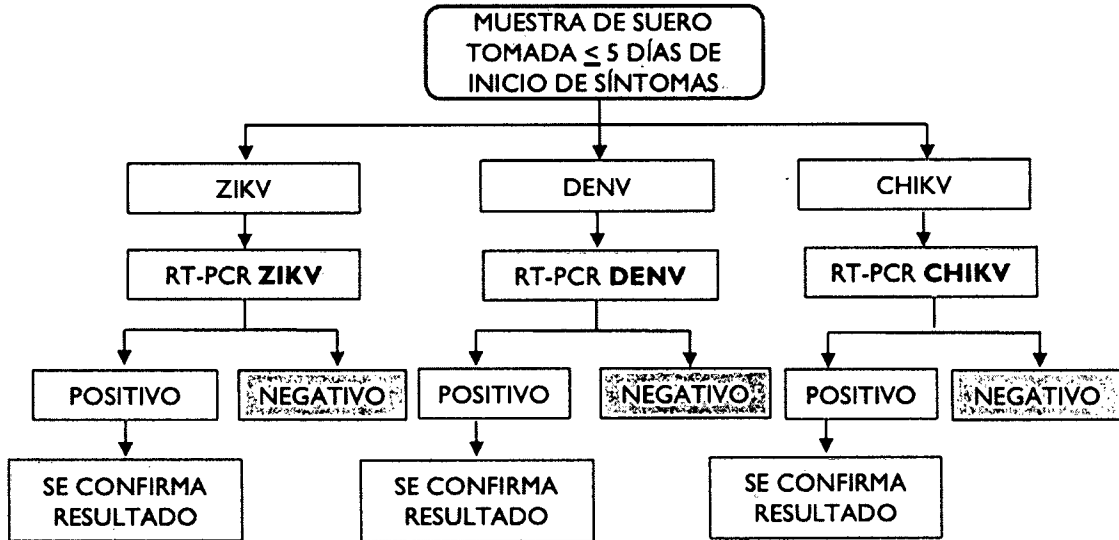 MUESTRA DE SUERO
TOMADA ≤ 5 DÍAS DE
INICIO DE SÍNTOMAS
ZIKV
DENV
CHIKV
RT-PCR ZIKV
RT-PCR DENV
RT-PCR CHIKV
POSITIVO
NEGATIVO
POSITIVO
NEGATIVO
POSITIVO
NEGATIVO
SE CONFIRMA
RESULTADO
SE CONFIRMA
RESULTADO
SE CONFIRMA
RESULTADO